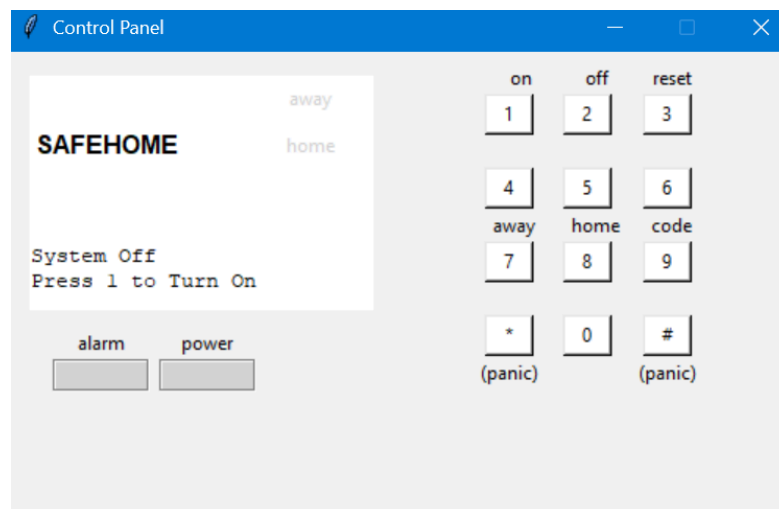 Control Panel
away
SAFEHOME
home
System Off
Press 1 to Turn On
alarm power
on off reset
1 2 3
4 5 6
away home code
7 8 9
* 0 #
(panic) (panic)